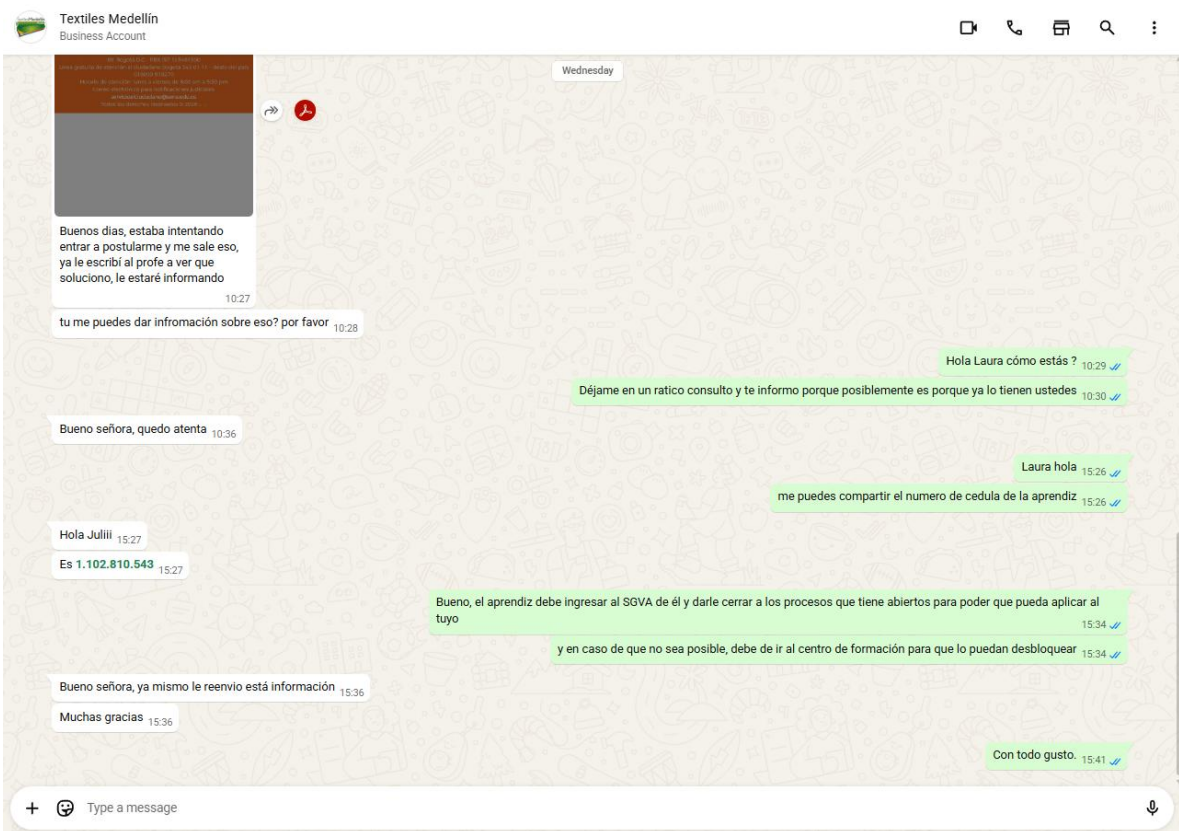 Textiles Medellín
Business Account
Wednesday
Buenos dias, estaba intentando
entrar a postularme y me sale eso,
ya le escribí al profe a ver que
soluciono, le estaré informando
10:27
tu me puedes dar infromación sobre eso? por favor 10:28
Hola Laura cómo estás ? 10:29
Déjame en un ratico consulto y te informo porque posiblemente es porque ya lo tienen ustedes 10:30
Bueno señora, quedo atenta 10:36
Laura hola 15:26
me puedes compartir el numero de cedula de la aprendiz 15:26
Hola Juliii 15:27
Es 1.102.810.543 15:27
Bueno, el aprendiz debe ingresar al SGVA de él y darle cerrar a los procesos que tiene abiertos para poder que pueda aplicar al
tuyo
15:34
y en caso de que no sea posible, debe de ir al centro de formación para que lo puedan desbloquear 15:34
Bueno señora, ya mismo le reenvio está información 15:36
Muchas gracias 15:36
Con todo gusto. 15:41
Type a message